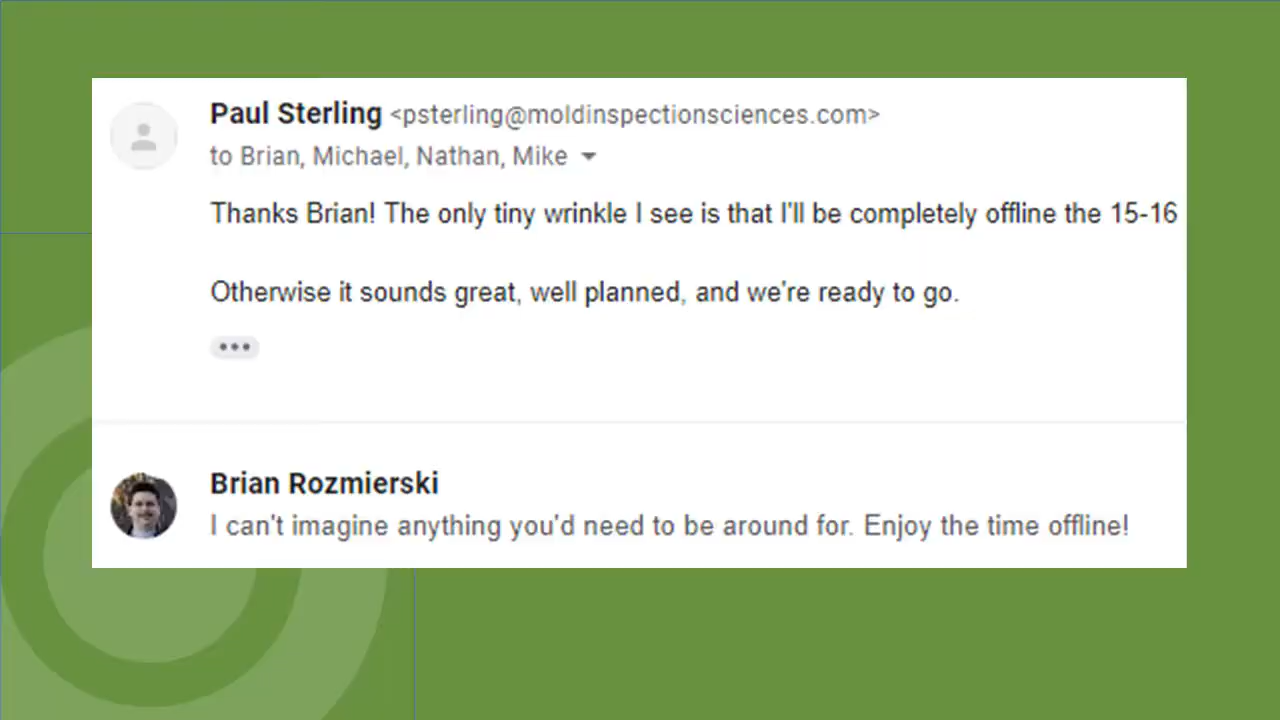 Paul Sterling <psterling@moldinspectionsciences.com>
to Brian, Michael, Nathan, Mike
Thanks Brian! The only tiny wrinkle I see is that I'll be completely offline the 15-16
Otherwise it sounds great, well planned, and we're ready to go.
Brian Rozmierski
I can't imagine anything you'd need to be around for. Enjoy the time offline!